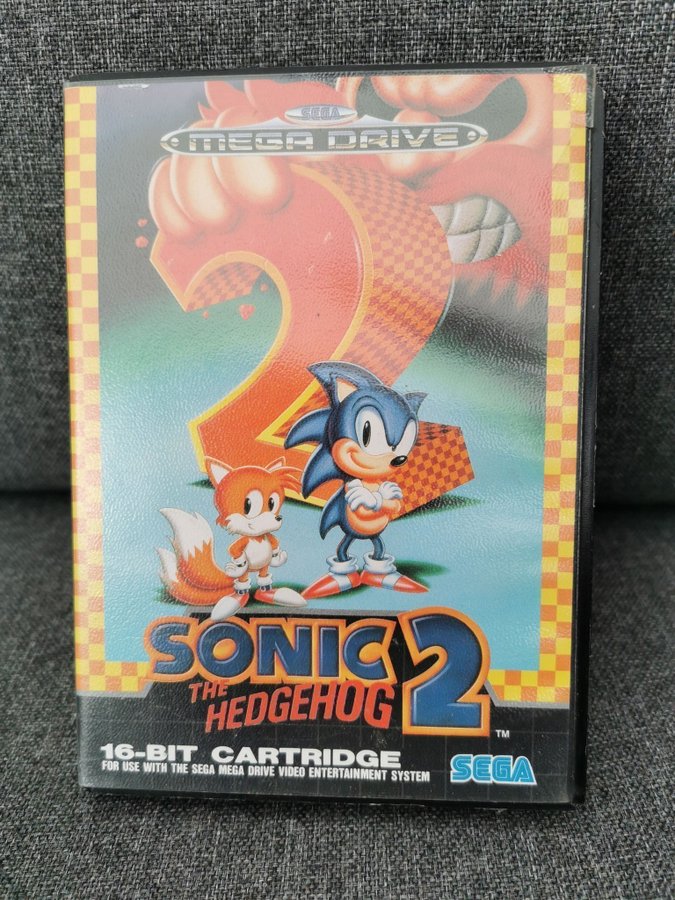 SEGA
MEGA DRIVE
2
SONIC
THE
HEDGEHOG 2
TM
16-BIT CARTRIDGE
FOR USE WITH THE SEGA MEGA DRIVE VIDEO ENTERTAINMENT SYSTEM
SEGA